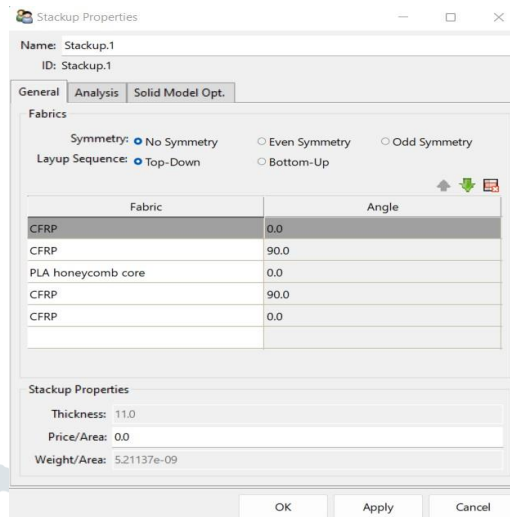 Stackup Properties
Name: Stackup.1
ID: Stackup.1
General Analysis Solid Model Opt.
Fabrics
Symmetry: No Symmetry Even Symmetry Odd Symmetry
Layup Sequence: Top-Down Bottom-Up
Fabric Angle
CFRP 0.0
CFRP 90.0
PLA honeycomb core 0.0
CFRP 90.0
CFRP 0.0
Stackup Properties
Thickness: 11.0
Price/Area: 0.0
Weight/Area: 5.21137e-09
OK Apply Cancel